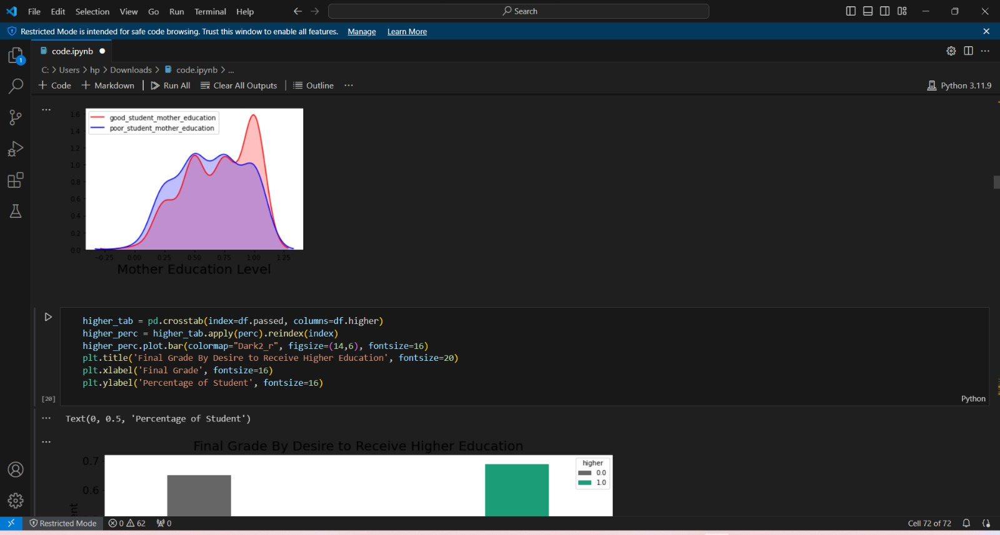 File Edit Selection View Go Run Terminal Help
Search
Restricted Mode is intended for safe code browsing. Trust this window to enable all features. Manage Learn More
1
code.ipynb
C: > Users > hp > Downloads > code.ipynb > ...
+ Code + Markdown Run All Clear All Outputs Outline ...
Python 3.11.9
good_student_mother_education
poor_student_mother_education
1.6
1.4
1.2
1.0
0.8
0.6
0.4
0.2
0.0
-0.25 0.00 0.25 0.50 0.75 1.00 1.25
Mother Education Level
higher_tab = pd.crosstab(index=df.passed, columns=df.higher)
higher_perc = higher_tab.apply(perc).reindex(index)
higher_perc.plot.bar(colormap="Dark2_r", figsize=(14,6), fontsize=16)
plt.title('Final Grade By Desire to Receive Higher Education', fontsize=20)
plt.xlabel('Final Grade', fontsize=16)
plt.ylabel('Percentage of Student', fontsize=16)
[20]
Python
Text(0, 0.5, 'Percentage of Student')
Final Grade By Desire to Receive Higher Education
0.7
0.6
higher
0.0
1.0
Restricted Mode 0 62 0
Cell 72 of 72